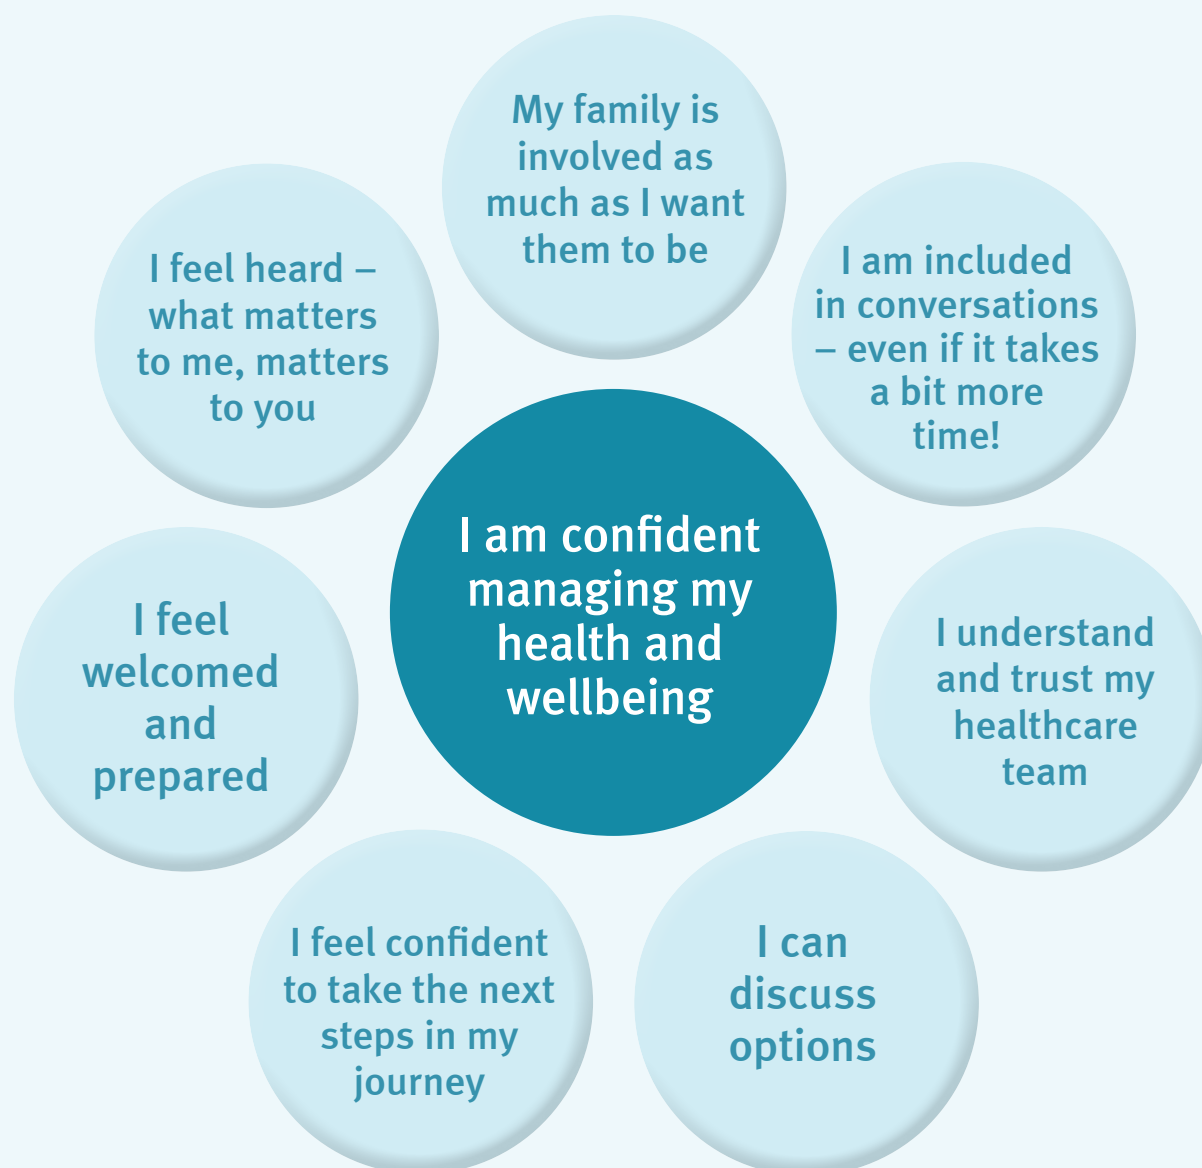 My family is
involved as
much as I want
them to be
I feel heard –
what matters
to me, matters
to you
I am included
in conversations
– even if it takes
a bit more
time!
I am confident
managing my
health and
wellbeing
I feel
welcomed
and
prepared
I understand
and trust my
healthcare
team
I feel confident
to take the next
steps in my
journey
I can
discuss
options